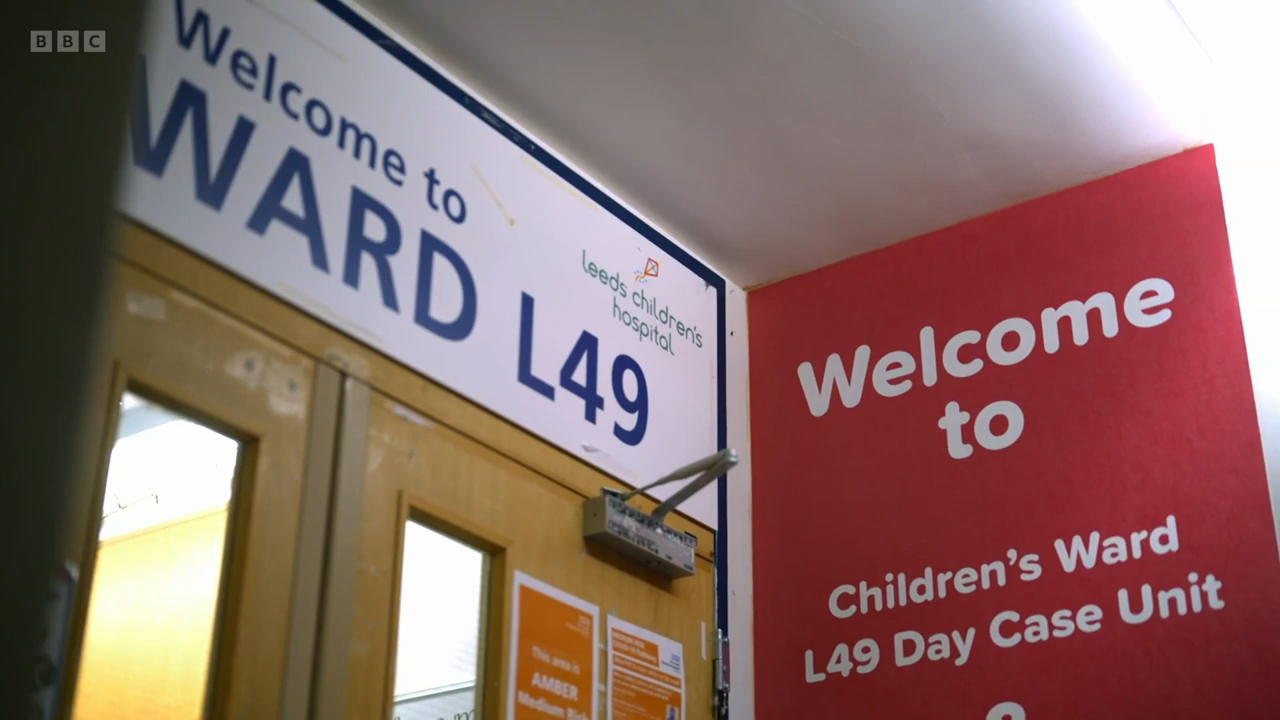 BBC
Welcome to
WARD L49
leeds children's
hospital
Welcome
to
Children's Ward
L49 Day Case Unit
&
This area is
AMBER
Medium Risk